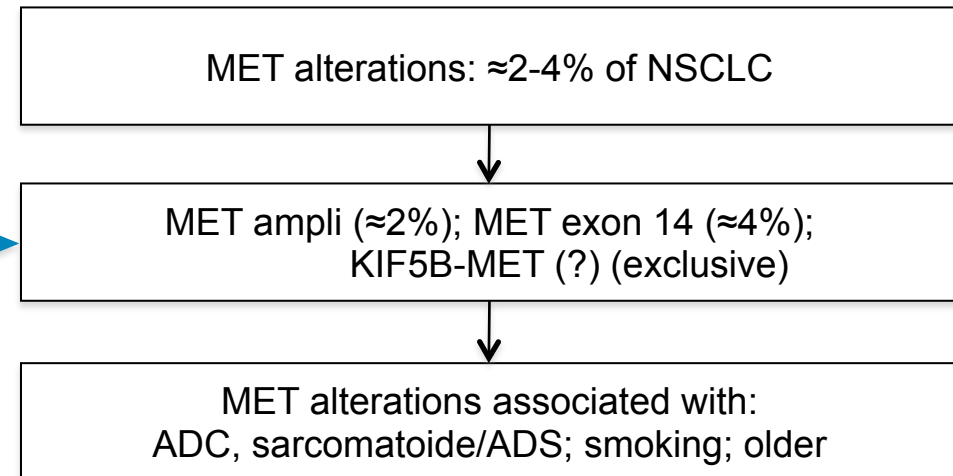 MET alterations: ≈2-4% of NSCLC
MET ampli (≈2%); MET exon 14 (≈4%);
KIF5B-MET (?) (exclusive)
MET alterations associated with:
ADC, sarcomatoide/ADS; smoking; older